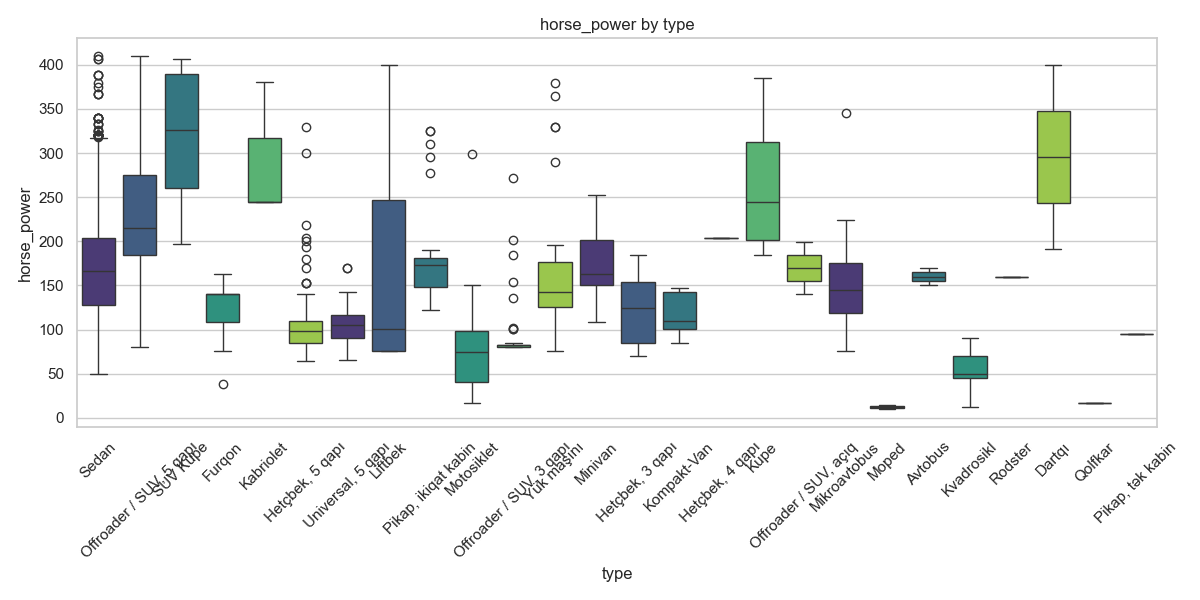 horse_power by type
horse_power
400
350
300
250
200
150
100
50
0
Sedan
Offroader / SUV, 5 qapı
SUV Kupe
Furqon
Kabriolet
Hetçbek, 5 qapı
Universal, 5 qapı
Liftbek
Pikap, ikiqat kabin
Motosiklet
Offroader / SUV, 3 qapı
Yük maşını
Minivan
Hetçbek, 3 qapı
Kompakt-Van
Hetçbek, 4 qapı
Kupe
Offroader / SUV, açıq
Mikroavtobus
Moped
Avtobus
Kvadrosikl
Rodster
Dartqı
Qolfkar
Pikap, tək kabin
type